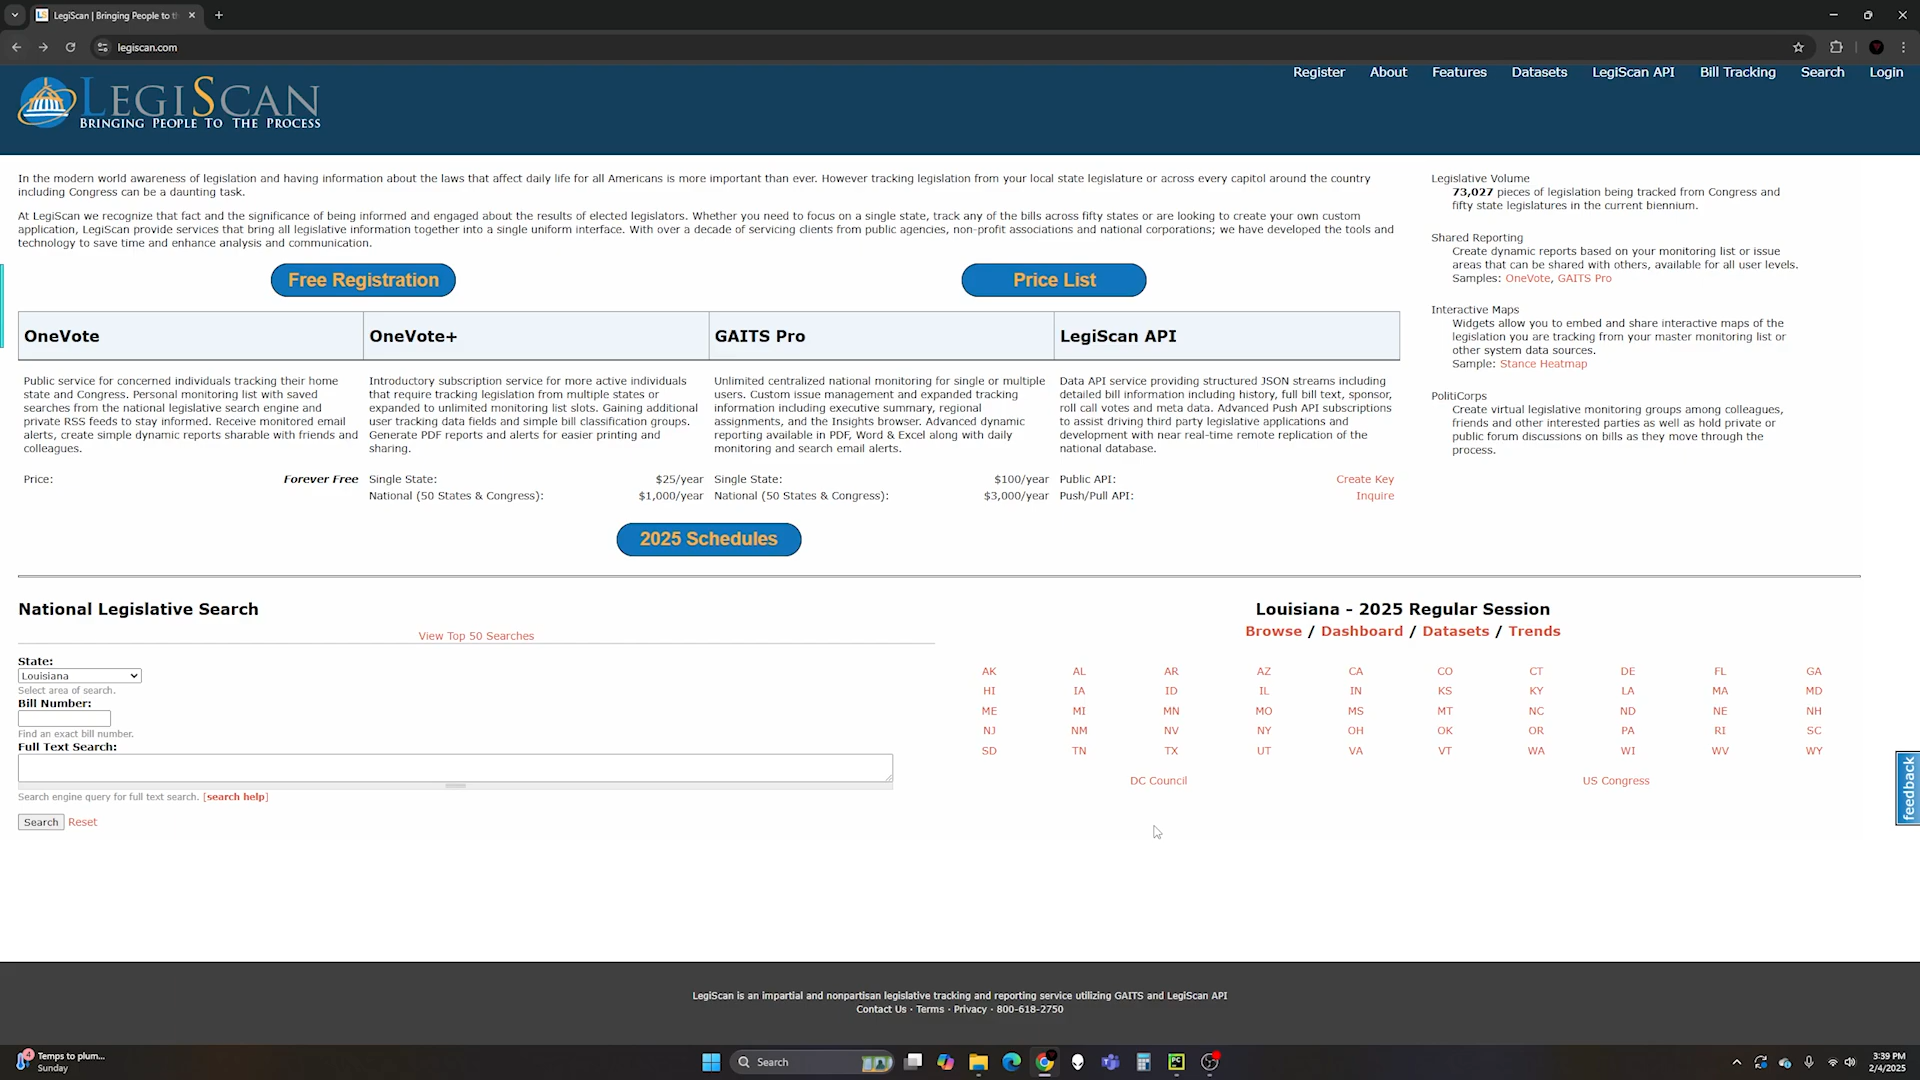 LegiScan | Bringing People to th
legiscan.com
Register About Features Datasets LegiScan API Bill Tracking Search Login
LEGISCAN
BRINGING PEOPLE TO THE PROCESS
In the modern world awareness of legislation and having information about the laws that affect daily life for all Americans is more important than ever. However tracking legislation from your local state legislature or across every capitol around the country
including Congress can be a daunting task.
At LegiScan we recognize that fact and the significance of being informed and engaged about the results of elected legislators. Whether you need to focus on a single state, track any of the bills across fifty states or are looking to create your own custom
application, LegiScan provide services that bring all legislative information together into a single uniform interface. With over a decade of servicing clients from public agencies, non-profit associations and national corporations; we have developed the tools and
technology to save time and enhance analysis and communication.
Free Registration Price List
OneVote
Public service for concerned individuals tracking their home
state and Congress. Personal monitoring list with saved
searches from the national legislative search engine and
private RSS feeds to stay informed. Receive monitored email
alerts, create simple dynamic reports sharable with friends and
colleagues.
Price: Forever Free
OneVote+
Introductory subscription service for more active individuals
that require tracking legislation from multiple states or
expanded to unlimited monitoring list slots. Gaining additional
user tracking data fields and simple bill classification groups.
Generate PDF reports and alerts for easier printing and
sharing.
Single State: $25/year
National (50 States & Congress): $1,000/year
GAITS Pro
Unlimited centralized national monitoring for single or multiple
users. Custom issue management and expanded tracking
information including executive summary, regional
assignments, and the Insights browser. Advanced dynamic
reporting available in PDF, Word & Excel along with daily
monitoring and search email alerts.
Single State: $100/year
National (50 States & Congress): $3,000/year
LegiScan API
Data API service providing structured JSON streams including
detailed bill information including history, full bill text, sponsor,
roll call votes and meta data. Advanced Push API subscriptions
to assist driving third party legislative applications and
development with near real-time remote replication of the
national database.
Public API: Create Key
Push/Pull API: Inquire
2025 Schedules
Legislative Volume
73,027 pieces of legislation being tracked from Congress and
fifty state legislatures in the current biennium.
Shared Reporting
Create dynamic reports based on your monitoring list or issue
areas that can be shared with others, available for all user levels.
Samples: OneVote, GAITS Pro
Interactive Maps
Widgets allow you to embed and share interactive maps of the
legislation you are tracking from your master monitoring list or
other system data sources.
Sample: Stance Heatmap
PolitiCorps
Create virtual legislative monitoring groups among colleagues,
friends and other interested parties as well as hold private or
public forum discussions on bills as they move through the
process.
National Legislative Search
View Top 50 Searches
State:
Louisiana
Select area of search.
Bill Number:
Find an exact bill number.
Full Text Search:
Search engine query for full text search. [search help]
Search Reset
Louisiana - 2025 Regular Session
Browse / Dashboard / Datasets / Trends
AK AL AR AZ CA CO CT DE FL GA
HI IA ID IL IN KS KY LA MA MD
ME MI MN MO MS MT NC ND NE NH
NJ NM NV NY OH OK OR PA RI SC
SD TN TX UT VA VT WA WI WV WY
DC Council US Congress
feedback
LegiScan is an impartial and nonpartisan legislative tracking and reporting service utilizing GAITS and LegiScan API
Contact Us · Terms · Privacy · 800-618-2750
4
Temps to plum...
Sunday
Search
PC
3:39 PM
2/4/2025